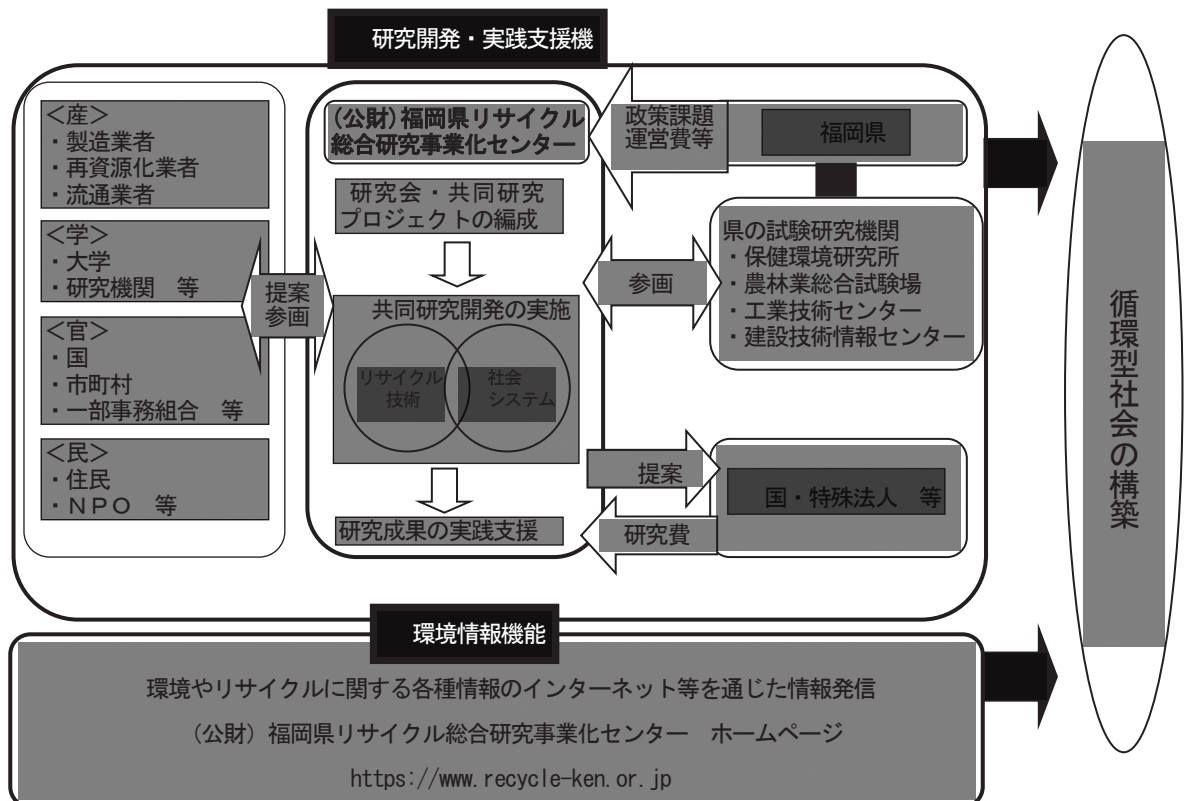 研究開発・実践支援機
<産>
・製造業者
・再資源化業者
・流通業者
<学>
・大学
・研究機関　等
<官>
・国
・市町村
・一部事務組合　等
<民>
・住民
・ＮＰＯ　等
提案
参画
(公財)福岡県リサイクル
総合研究事業化センター
研究会・共同研究
プロジェクトの編成
共同研究開発の実施
リサイクル
技術
社会
システム
研究成果の実践支援
政策課題
運営費等
福岡県
参画
県の試験研究機関
・保健環境研究所
・農林業総合試験場
・工業技術センター
・建設技術情報センター
提案
国・特殊法人　等
研究費
循環型社会の構築
環境情報機能
環境やリサイクルに関する各種情報のインターネット等を通じた情報発信
（公財）福岡県リサイクル総合研究事業化センター　ホームページ
https://www.recycle-ken.or.jp